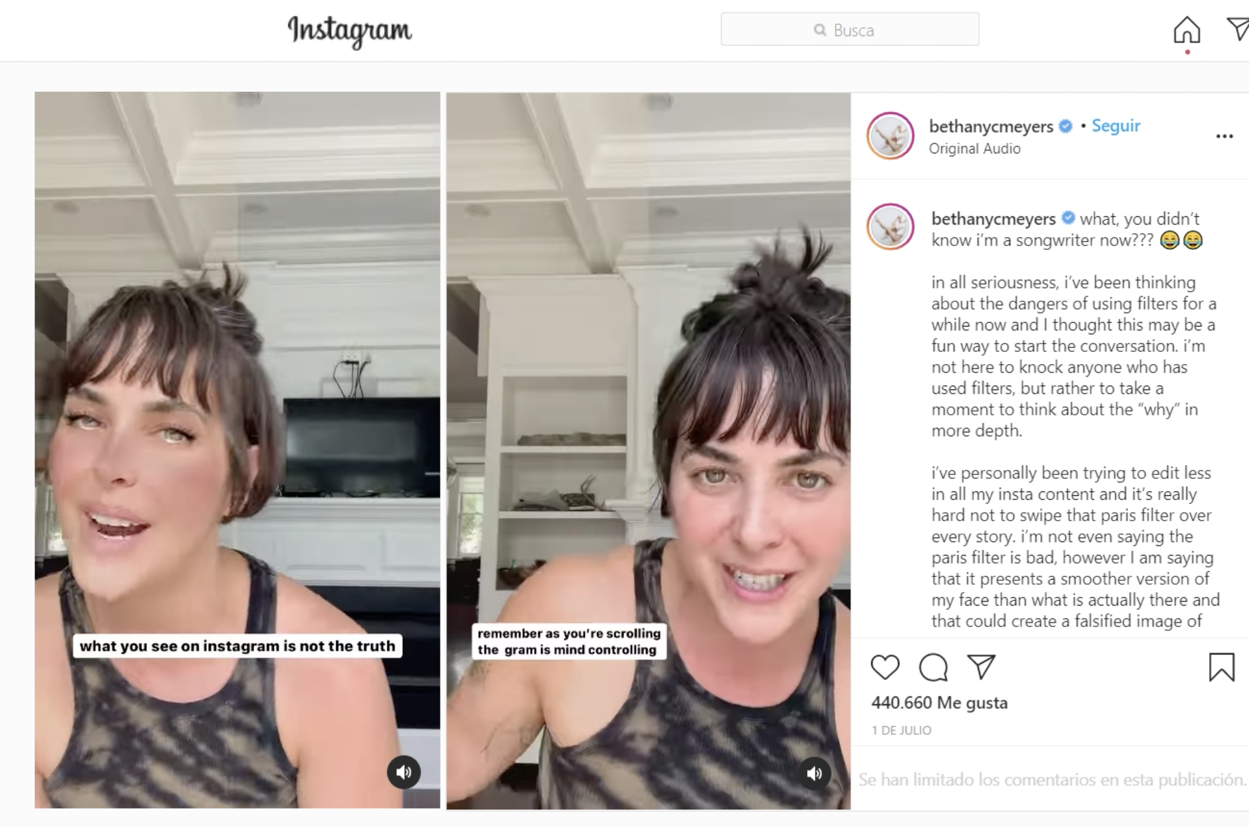 Instagram
Busca
what you see on instagram is not the truth
remember as you're scrolling
the gram is mind controlling
bethanycmeyers • Seguir
Original Audio
bethanycmeyers what, you didn't
know i'm a songwriter now??? 😂😂
in all seriousness, i've been thinking
about the dangers of using filters for a
while now and I thought this may be a
fun way to start the conversation. i'm
not here to knock anyone who has
used filters, but rather to take a
moment to think about the “why” in
more depth.
i've personally been trying to edit less
in all my insta content and it's really
hard not to swipe that paris filter over
every story. i'm not even saying the
paris filter is bad, however I am saying
that it presents a smoother version of
my face than what is actually there and
that could create a falsified image of
440.660 Me gusta
1 DE JULIO
Se han limitado los comentarios en esta publicación.